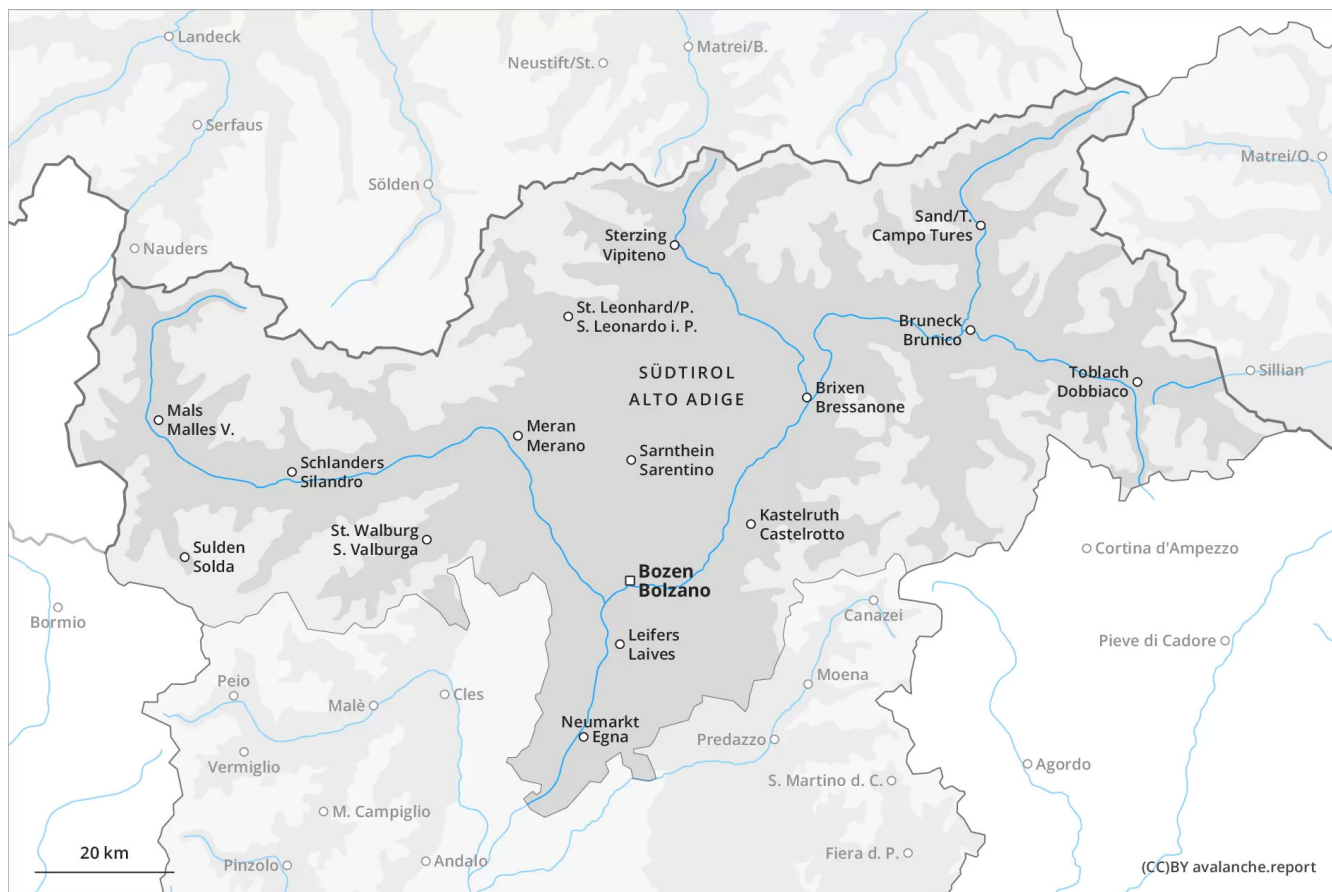 Landeck
Matrei/B.
Neustift/St.
Serfaus
Matrei/O.
Sölden
Sand/T.
Campo Tures
Sterzing
Vipiteno
Nauders
St. Leonhard/P.
S. Leonardo i. P.
Bruneck
Brunico
SÜDTIROL
ALTO ADIGE
Toblach
Dobbiaco
Sillian
Brixen
Bressanone
Mals
Malles V.
Meran
Merano
Schlanders
Silandro
Sarnthein
Sarentino
Kastelruth
Castelrotto
St. Walburg
S. Valburga
Sulden
Solda
Cortina d'Ampezzo
Bozen
Bolzano
Bormio
Canazei
Leifers
Laives
Pieve di Cadore
Peio
Moena
Malè
Cles
Neumarkt
Egna
Predazzo
Vermiglio
Agordo
S. Martino d. C.
M. Campiglio
20 km
Pinzolo
Andalo
Fiera d. P.
(CC)BY avalanche.report